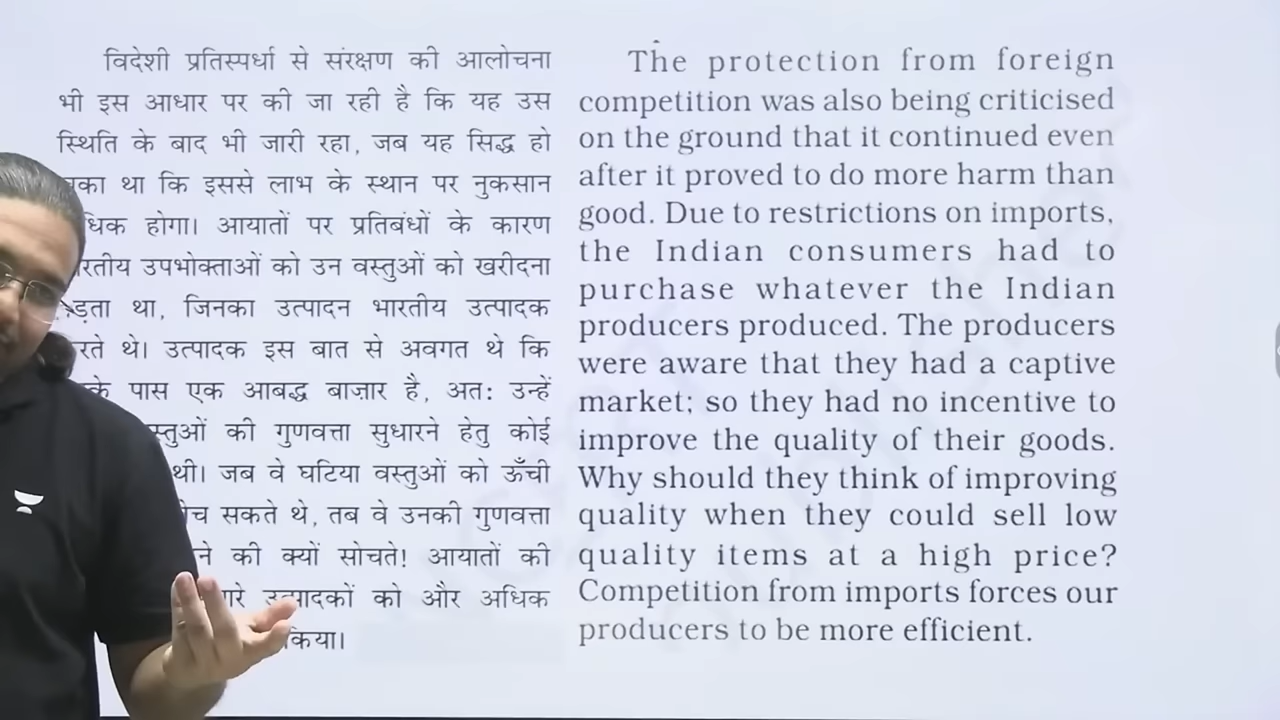 विदेशी प्रतिस्पर्धा से संरक्षण की आलोचना
भी इस आधार पर की जा रही है कि यह उस
स्थिति के बाद भी जारी रहा, जब यह सिद्ध हो
था कि इससे लाभ के स्थान पर नुकसान
होगा। आयातों पर प्रतिबंधों के कारण
उपभोक्ताओं को उन वस्तुओं को खरीदना
था, जिनका उत्पादन भारतीय उत्पादक
थे। उत्पादक इस बात से अवगत थे कि
पास एक आबद्ध बाज़ार है, अतः उन्हें
की गुणवत्ता सुधारने हेतु कोई
थी। जब वे घटिया वस्तुओं को ऊँची
सकते थे, तब वे उनकी गुणवत्ता
की क्यों सोचते! आयातों की
उत्पादकों को और अधिक
किया।
The protection from foreign
competition was also being criticised
on the ground that it continued even
after it proved to do more harm than
good. Due to restrictions on imports,
the Indian consumers had to
purchase whatever the Indian
producers produced. The producers
were aware that they had a captive
market; so they had no incentive to
improve the quality of their goods.
Why should they think of improving
quality when they could sell low
quality items at a high price?
Competition from imports forces our
producers to be more efficient.